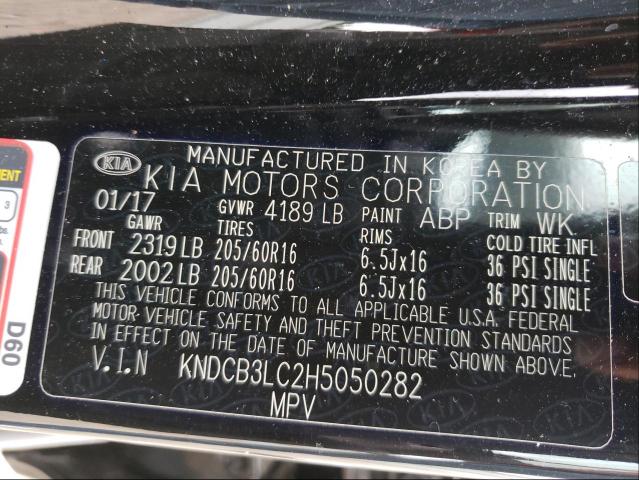 KIA
MANUFACTURED IN KOREA BY
KIA MOTORS CORPORATION
01/17 GVWR 4189 LB PAINT ABP TRIM WK
GAWR TIRES RIMS COLD TIRE INFL
FRONT 2319 LB 205/60R16 6.5Jx16 36 PSI SINGLE
REAR 2002 LB 205/60R16 6.5Jx16 36 PSI SINGLE
THIS VEHICLE CONFORMS TO ALL APPLICABLE U.S.A. FEDERAL
MOTOR-VEHICLE SAFETY AND THEFT PREVENTION STANDARDS
IN EFFECT ON THE DATE OF MANUFACTURE SHOWN ABOVE.
V.I.N KNDCB3LC2H5050282
MPV
3
D60